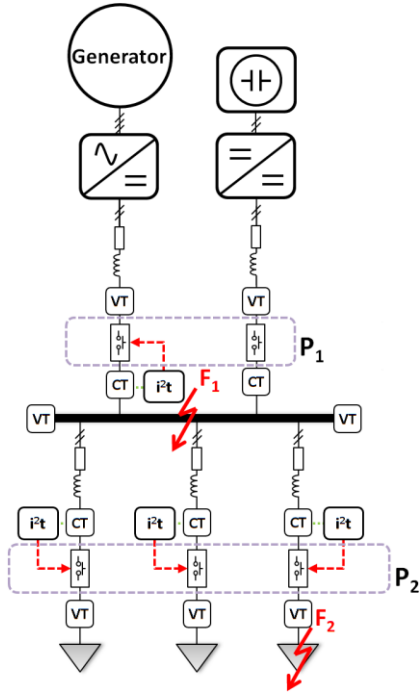 Generator
VT VT
P1
CT i²t F1 CT
VT VT
i²t CT i²t CT CT i²t
P2
VT VT VT
F2